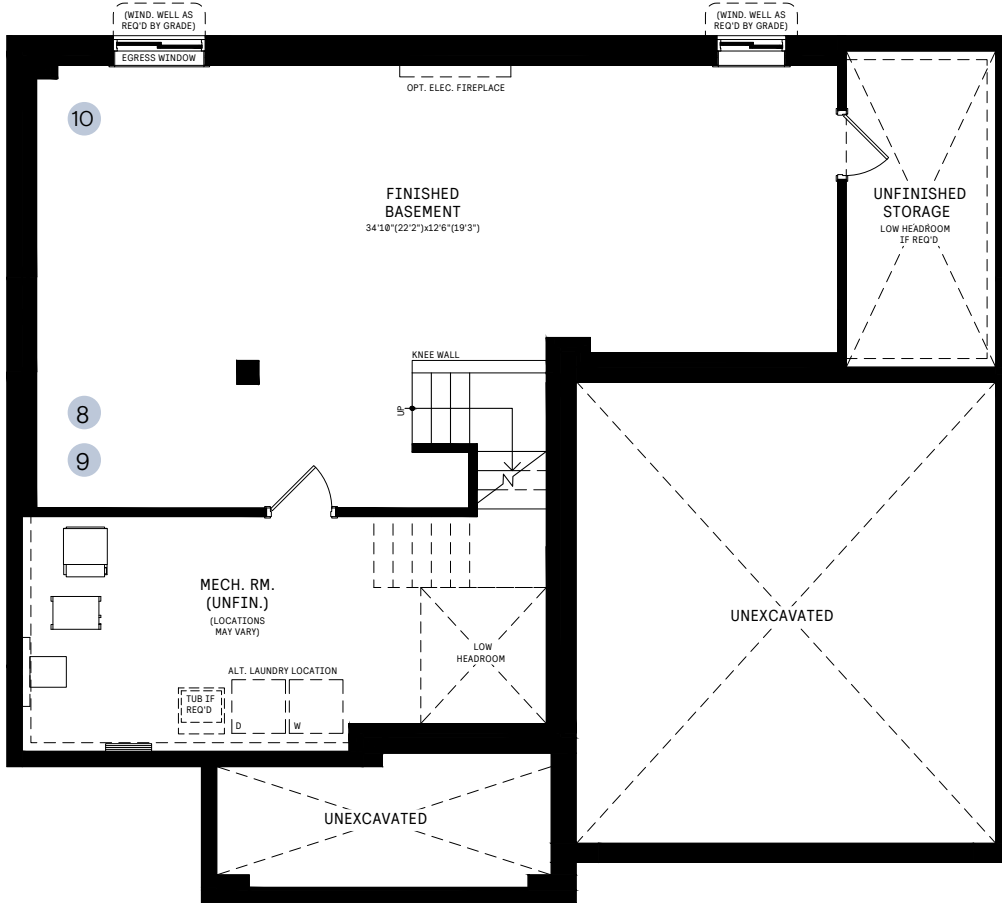 (WIND. WELL AS
REQ'D BY GRADE)
(WIND. WELL AS
REQ'D BY GRADE)
EGRESS WINDOW
OPT. ELEC. FIREPLACE
10
FINISHED
BASEMENT
34'10"(22'2")x12'6"(19'3")
UNFINISHED
STORAGE
LOW HEADROOM
IF REQ'D
KNEE WALL
UP
8
9
MECH. RM.
(UNFIN.)
(LOCATIONS
MAY VARY)
UNEXCAVATED
LOW
HEADROOM
ALT. LAUNDRY LOCATION
TUB IF
REQ'D
D
W
UNEXCAVATED